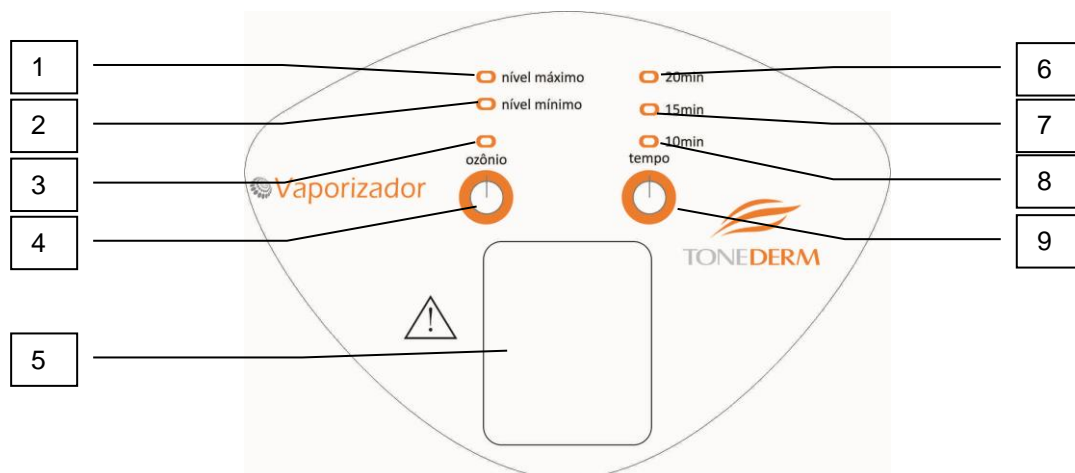 1
2
3
4
5
nível máximo
nível mínimo
ozônio
Vaporizador
20min
15min
10min
tempo
TONEDERM
!
6
7
8
9